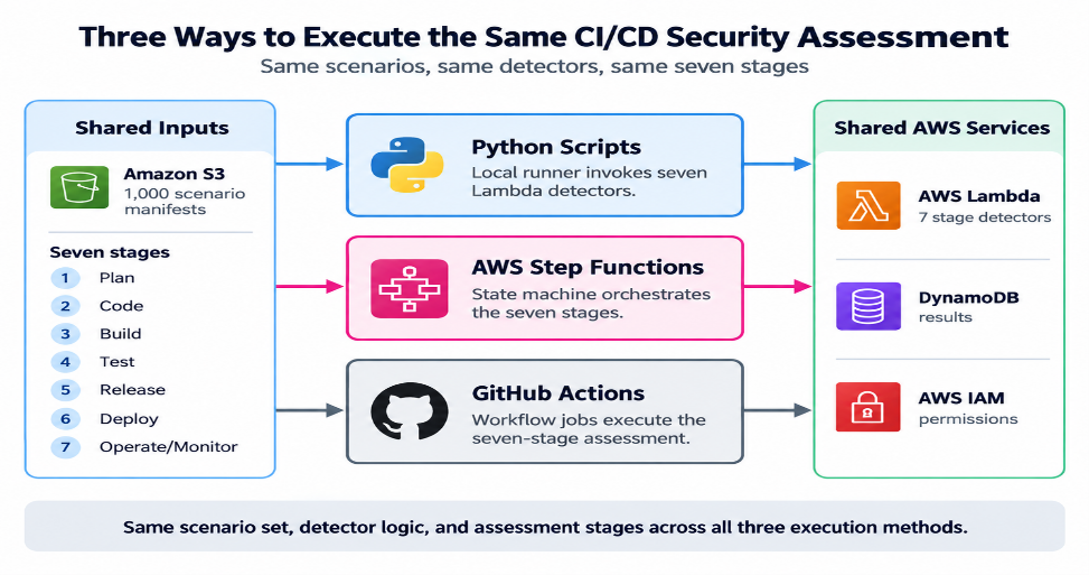 Three Ways to Execute the Same CI/CD Security Assessment
Same scenarios, same detectors, same seven stages
Shared Inputs
Amazon S3
1,000 scenario
manifests
Seven stages
1 Plan
2 Code
3 Build
4 Test
5 Release
6 Deploy
7 Operate/Monitor
Python Scripts
Local runner invokes seven
Lambda detectors.
AWS Step Functions
State machine orchestrates
the seven stages.
GitHub Actions
Workflow jobs execute the
seven-stage assessment.
Shared AWS Services
AWS Lambda
7 stage detectors
DynamoDB
results
AWS IAM
permissions
Same scenario set, detector logic, and assessment stages across all three execution methods.